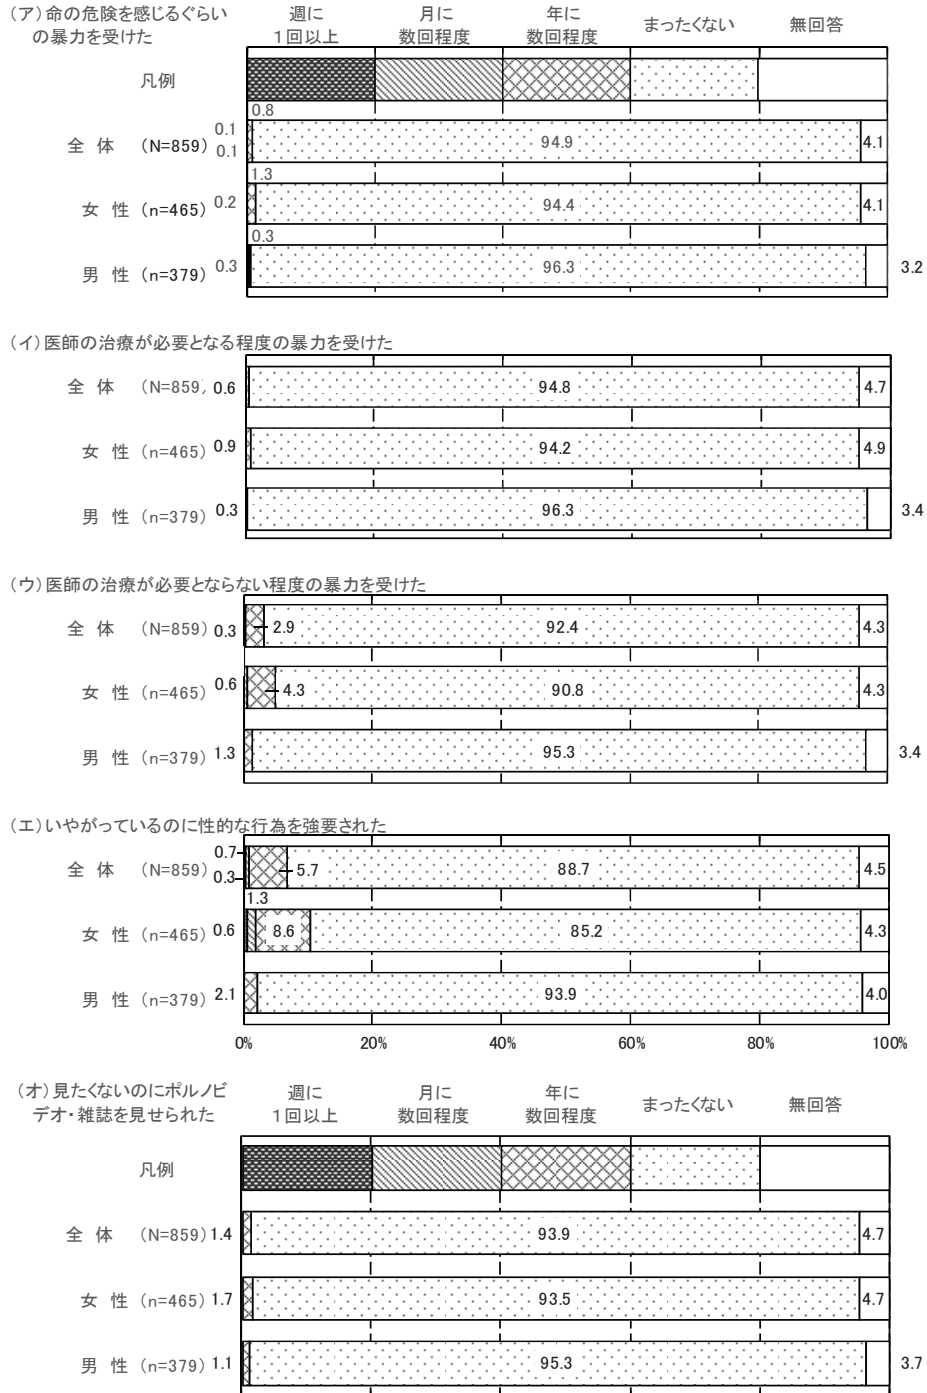 （ア）命の危険を感じるぐらい
の暴力を受けた
週に
1回以上
月に
数回程度
年に
数回程度
まったくない
無回答
凡例
0.8
全 体 （N=859） 0.1 0.1 94.9 4.1
1.3
女 性 （n=465） 0.2 94.4 4.1
0.3
男 性 （n=379） 0.3 96.3 3.2
（イ）医師の治療が必要となる程度の暴力を受けた
全 体 （N=859） 0.6 94.8 4.7
女 性 （n=465） 0.9 94.2 4.9
男 性 （n=379） 0.3 96.3 3.4
（ウ）医師の治療が必要とならない程度の暴力を受けた
全 体 （N=859） 0.3 2.9 92.4 4.3
女 性 （n=465） 0.6 4.3 90.8 4.3
男 性 （n=379） 1.3 95.3 3.4
（エ）いやがっているのに性的な行為を強要された
全 体 （N=859） 0.7 0.3 5.7 88.7 4.5
1.3
女 性 （n=465） 0.6 8.6 85.2 4.3
男 性 （n=379） 2.1 93.9 4.0
0% 20% 40% 60% 80% 100%
（オ）見たくないのにポルノビ
デオ・雑誌を見せられた
週に
1回以上
月に
数回程度
年に
数回程度
まったくない
無回答
凡例
全 体 （N=859） 1.4 93.9 4.7
女 性 （n=465） 1.7 93.5 4.7
男 性 （n=379） 1.1 95.3 3.7